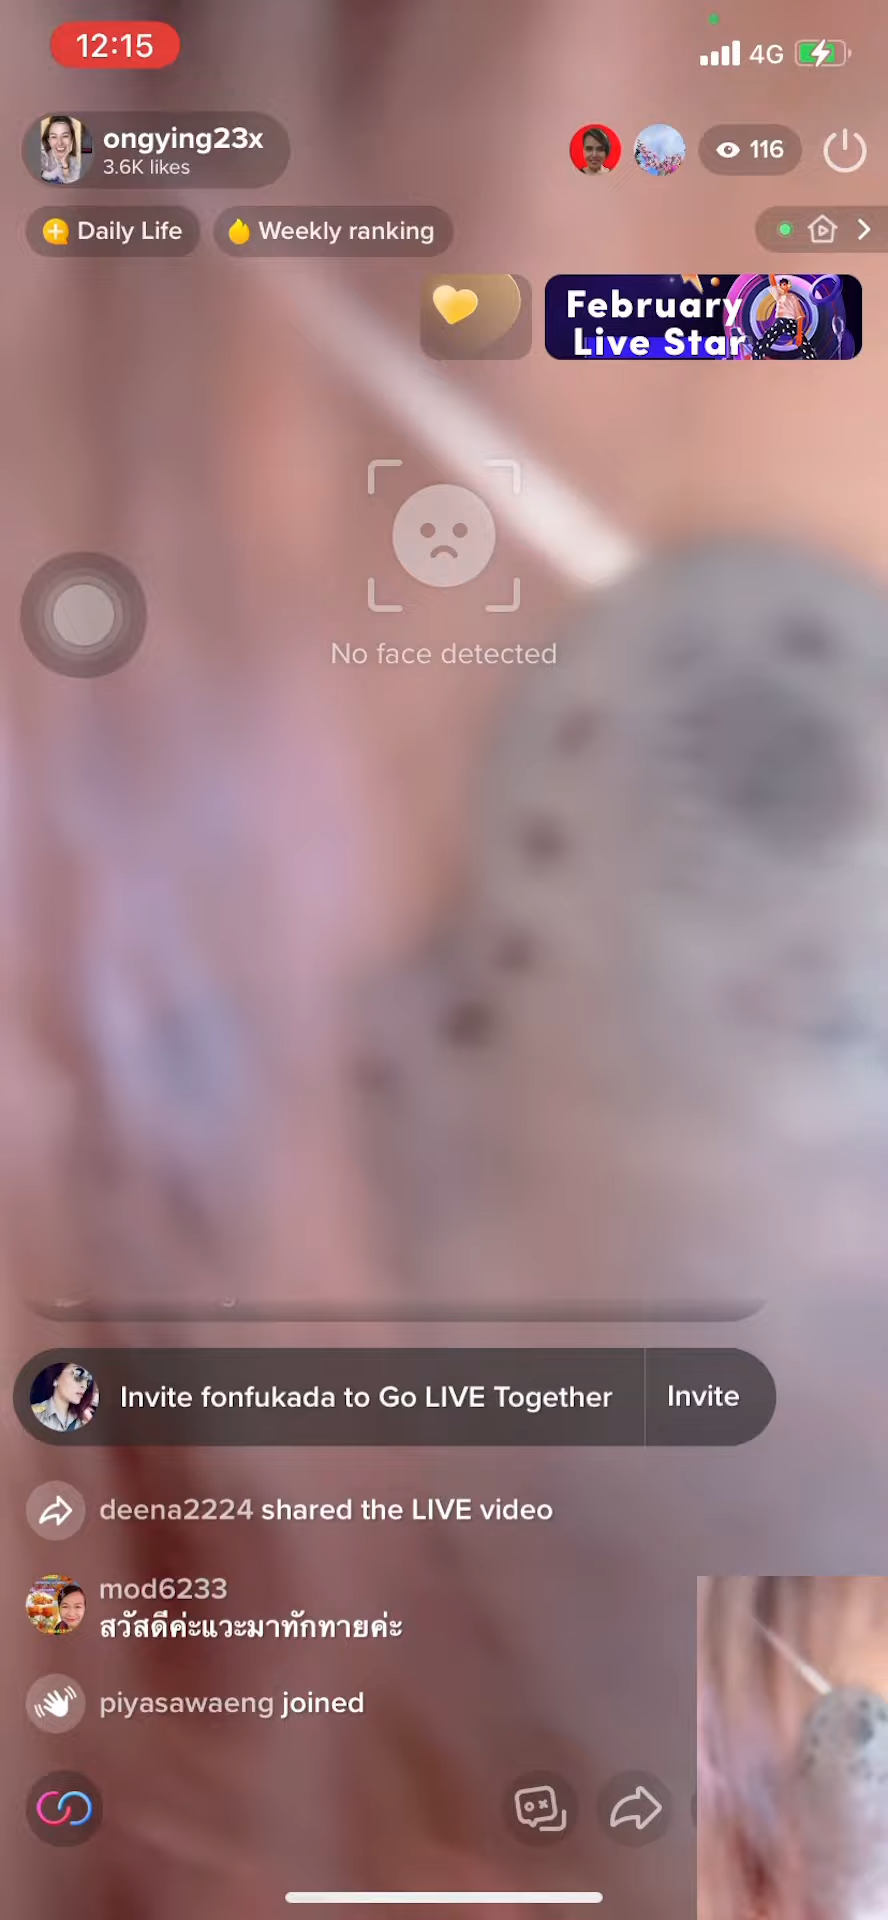 12:15
4G
ongying23x
3.6K likes
116
Daily Life
Weekly ranking
February
Live Star
No face detected
Invite fonfukada to Go LIVE Together
Invite
deena2224 shared the LIVE video
mod6233
สวัสดีค่ะแวะมาทักทายค่ะ
piyasawaeng joined